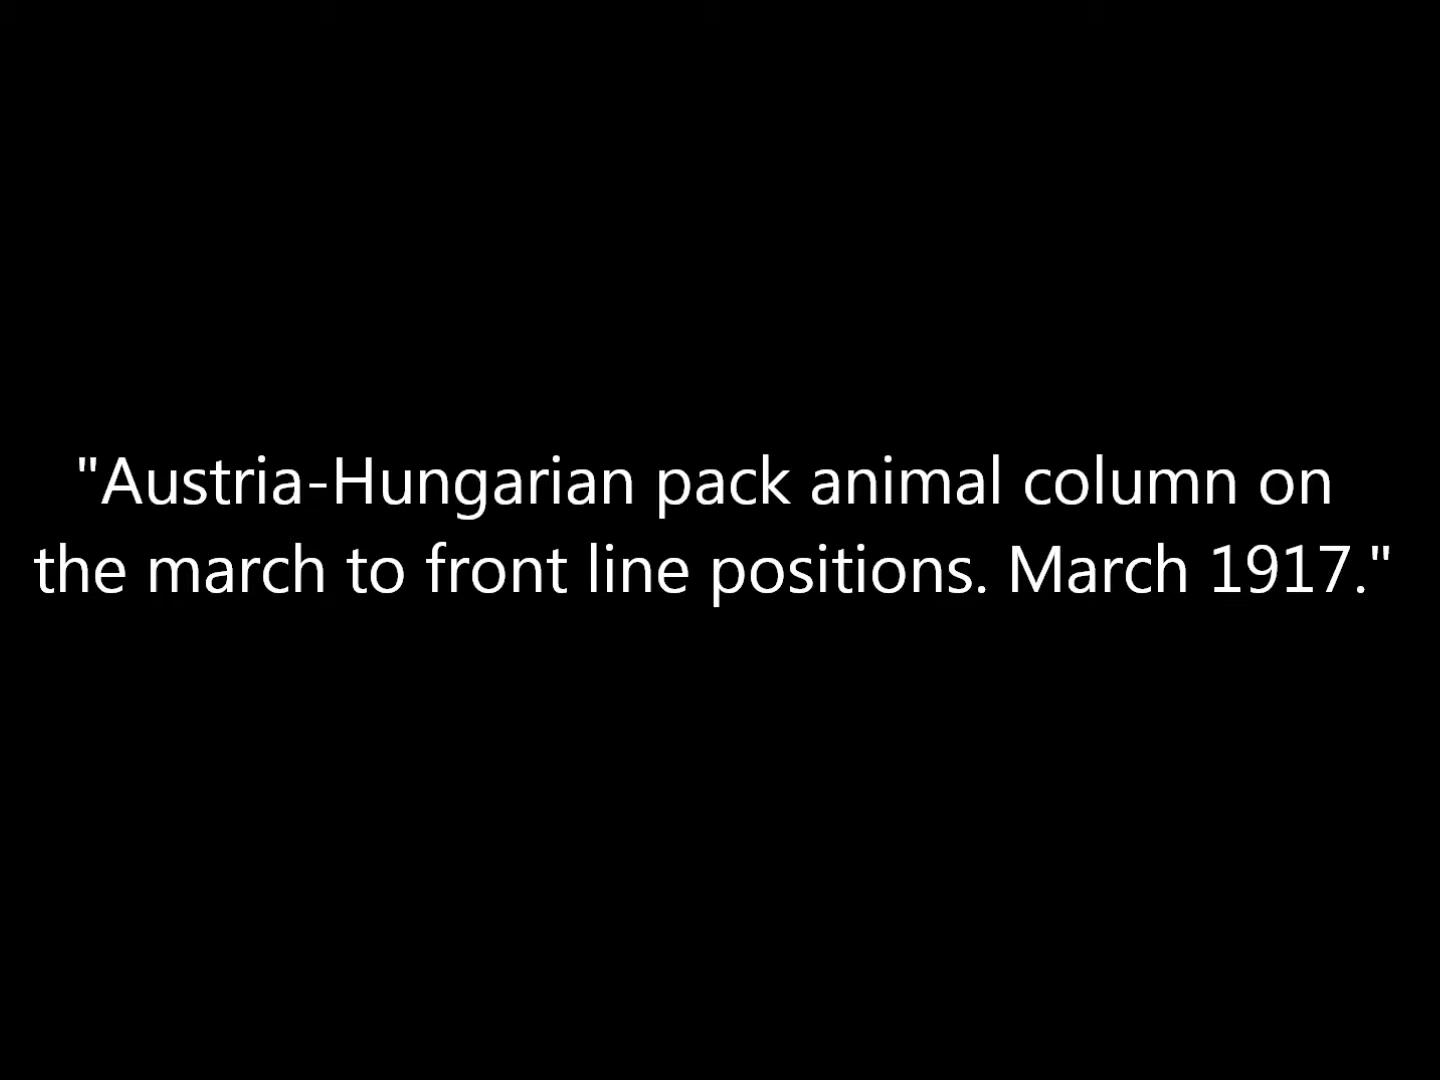 "Austria-Hungarian pack animal column on
the march to front line positions. March 1917."